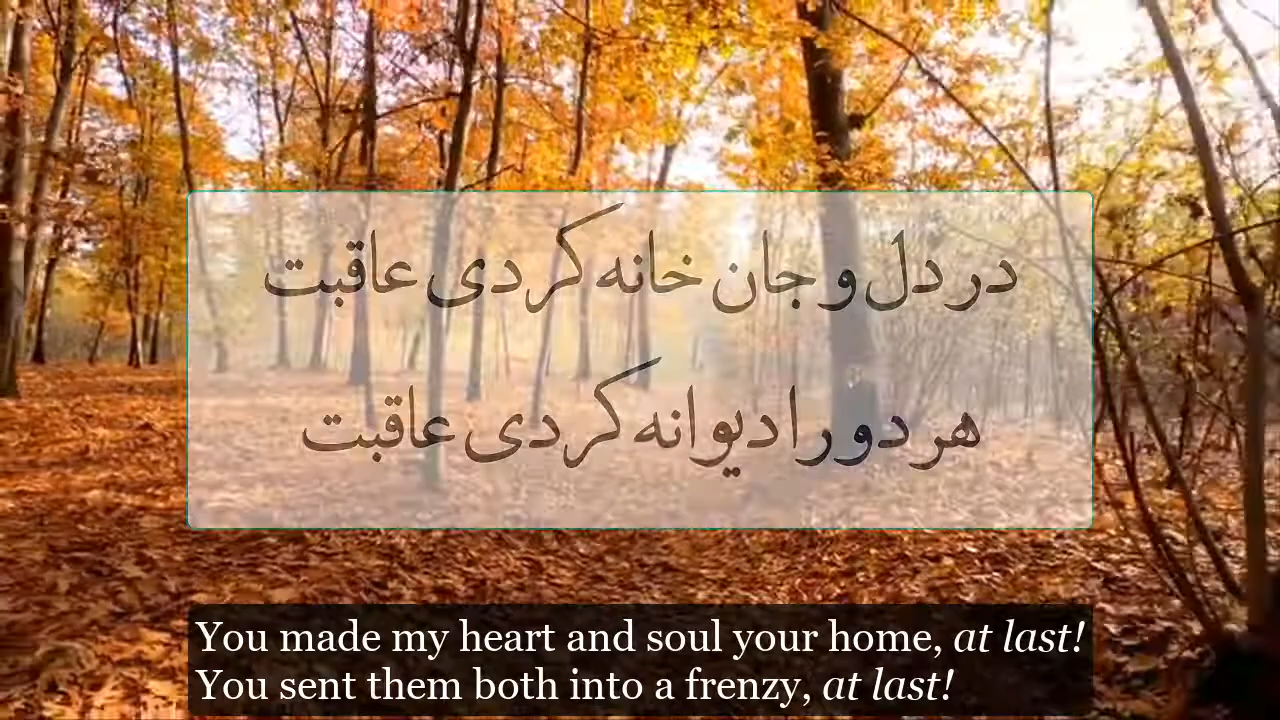 در دل و جان خانه کردی عاقبت
هر دو را دیوانه کردی عاقبت
You made my heart and soul your home, at last!
You sent them both into a frenzy, at last!